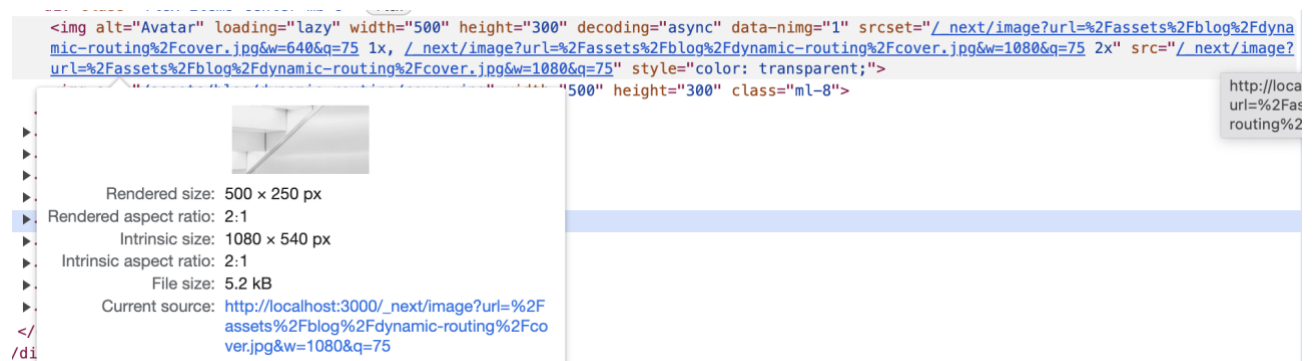 <img alt="Avatar" loading="lazy" width="500" height="300" decoding="async" data-nimg="1" srcset="/_next/image?url=%2Fassets%2Fblog%2Fdyna
mic-routing%2Fcover.jpg&w=640&q=75 1x, /_next/image?url=%2Fassets%2Fblog%2Fdynamic-routing%2Fcover.jpg&w=1080&q=75 2x" src="/_next/image?
url=%2Fassets%2Fblog%2Fdynamic-routing%2Fcover.jpg&w=1080&q=75" style="color: transparent;">
"500" height="300" class="ml-8">
http://loca
url=%2Fas
routing%2
Rendered size: 500 × 250 px
Rendered aspect ratio: 2:1
Intrinsic size: 1080 × 540 px
Intrinsic aspect ratio: 2:1
File size: 5.2 kB
Current source: http://localhost:3000/_next/image?url=%2F
assets%2Fblog%2Fdynamic-routing%2Fco
ver.jpg&w=1080&q=75
</
/di